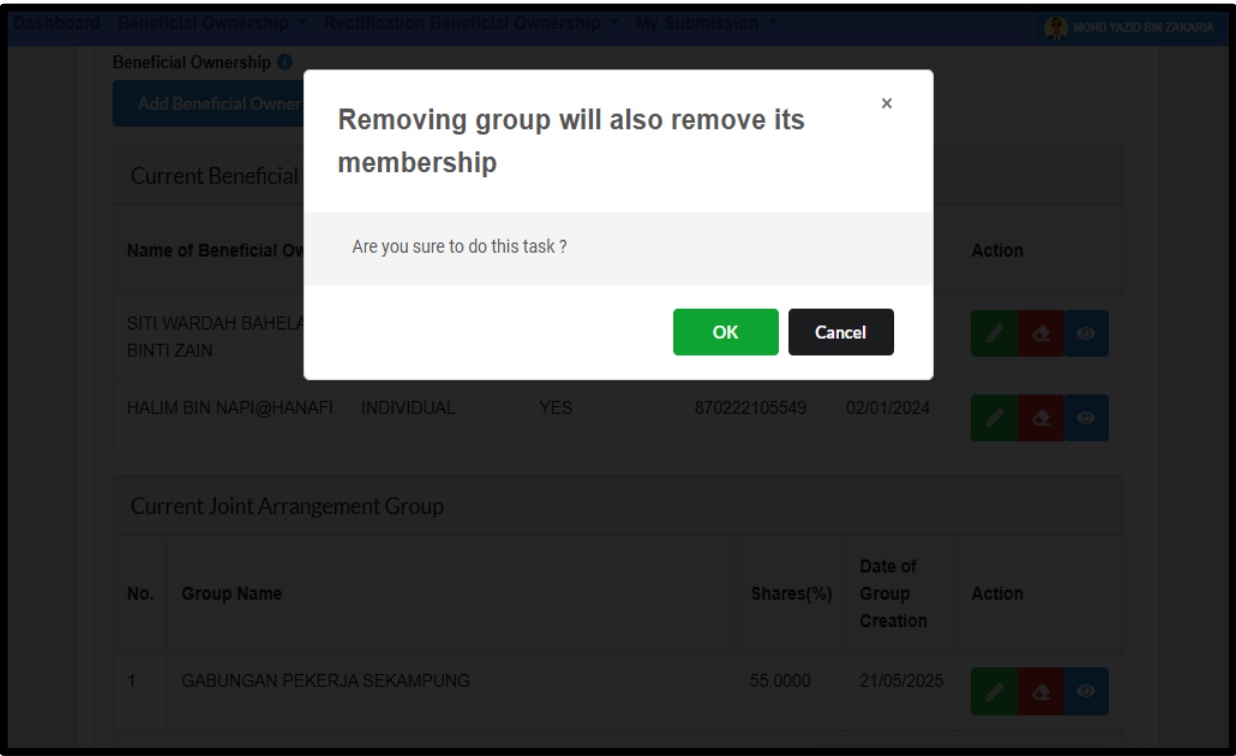 Dashboard Beneficial Ownership Rectification Beneficial Ownership My Submission MOHD YAZID BIN ZAKARIA
Beneficial Ownership
Add Beneficial Owner
Removing group will also remove its
membership
×
Current Beneficial
Are you sure to do this task ?
Name of Beneficial Ow
Action
OK Cancel
SITI WARDAH BAHELA
BINTI ZAIN
HALIM BIN NAPI@HANAFI INDIVIDUAL YES 870222105549 02/01/2024
Current Joint Arrangement Group
No. Group Name Shares(%) Date of
Group
Creation
Action
1 GABUNGAN PEKERJA SEKAMPUNG 55.0000 21/05/2025